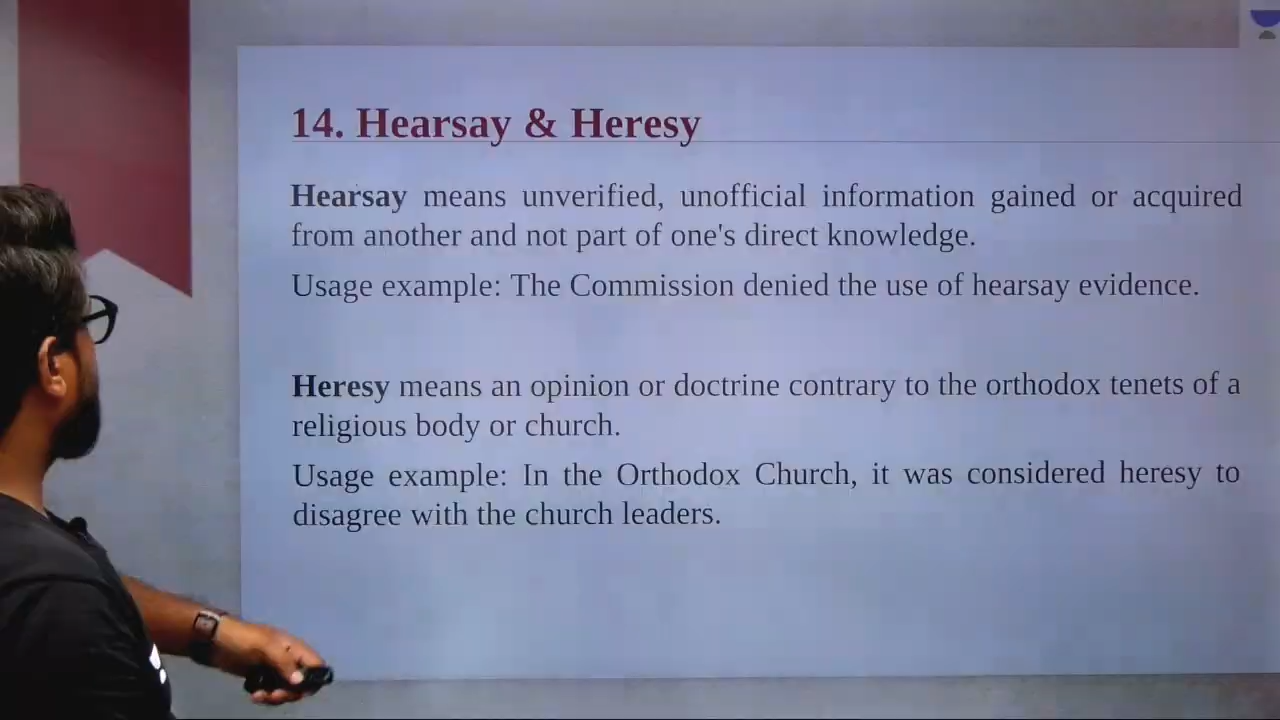 14. Hearsay & Heresy
Hearsay means unverified, unofficial information gained or acquired
from another and not part of one's direct knowledge.
Usage example: The Commission denied the use of hearsay evidence.
Heresy means an opinion or doctrine contrary to the orthodox tenets of a
religious body or church.
Usage example: In the Orthodox Church, it was considered heresy to
disagree with the church leaders.